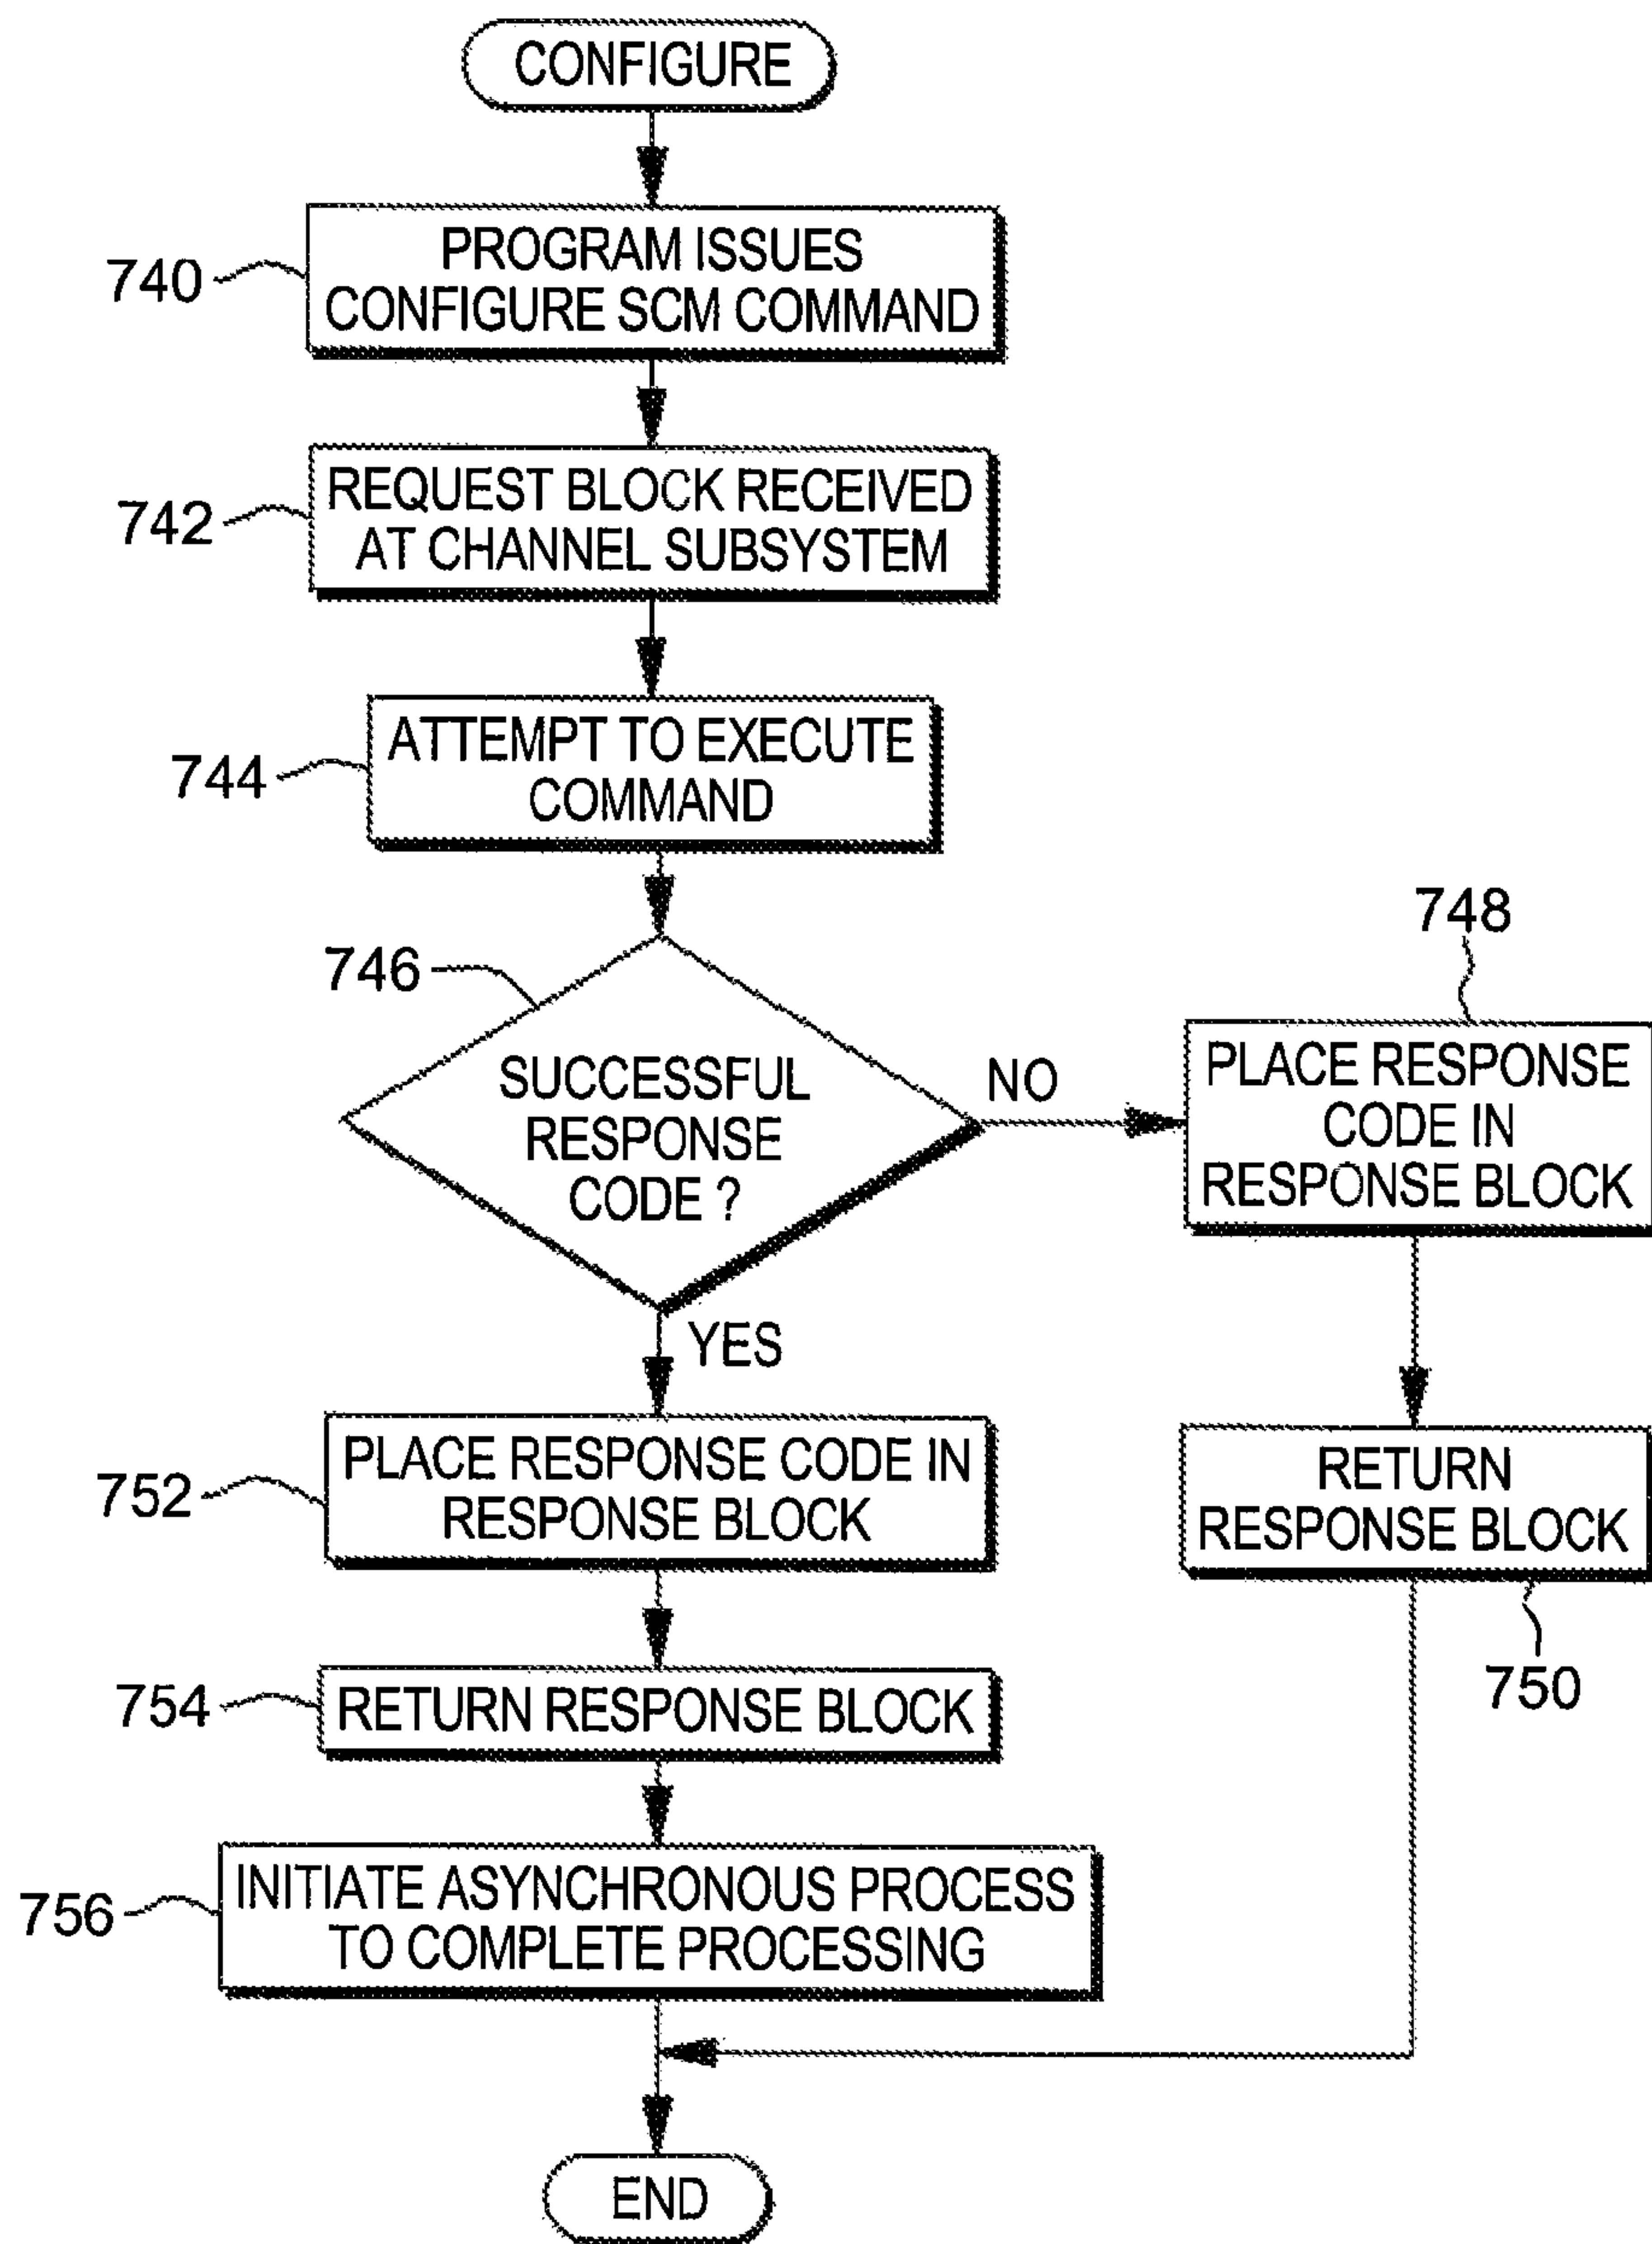 CONFIGURE
740
PROGRAM ISSUES
CONFIGURE SCM COMMAND
742
REQUEST BLOCK RECEIVED
AT CHANNEL SUBSYSTEM
744
ATTEMPT TO EXECUTE
COMMAND
746
SUCCESSFUL
RESPONSE
CODE ?
NO
748
PLACE RESPONSE
CODE IN
RESPONSE BLOCK
RETURN
RESPONSE BLOCK
750
YES
752
PLACE RESPONSE CODE IN
RESPONSE BLOCK
754
RETURN RESPONSE BLOCK
756
INITIATE ASYNCHRONOUS PROCESS
TO COMPLETE PROCESSING
END